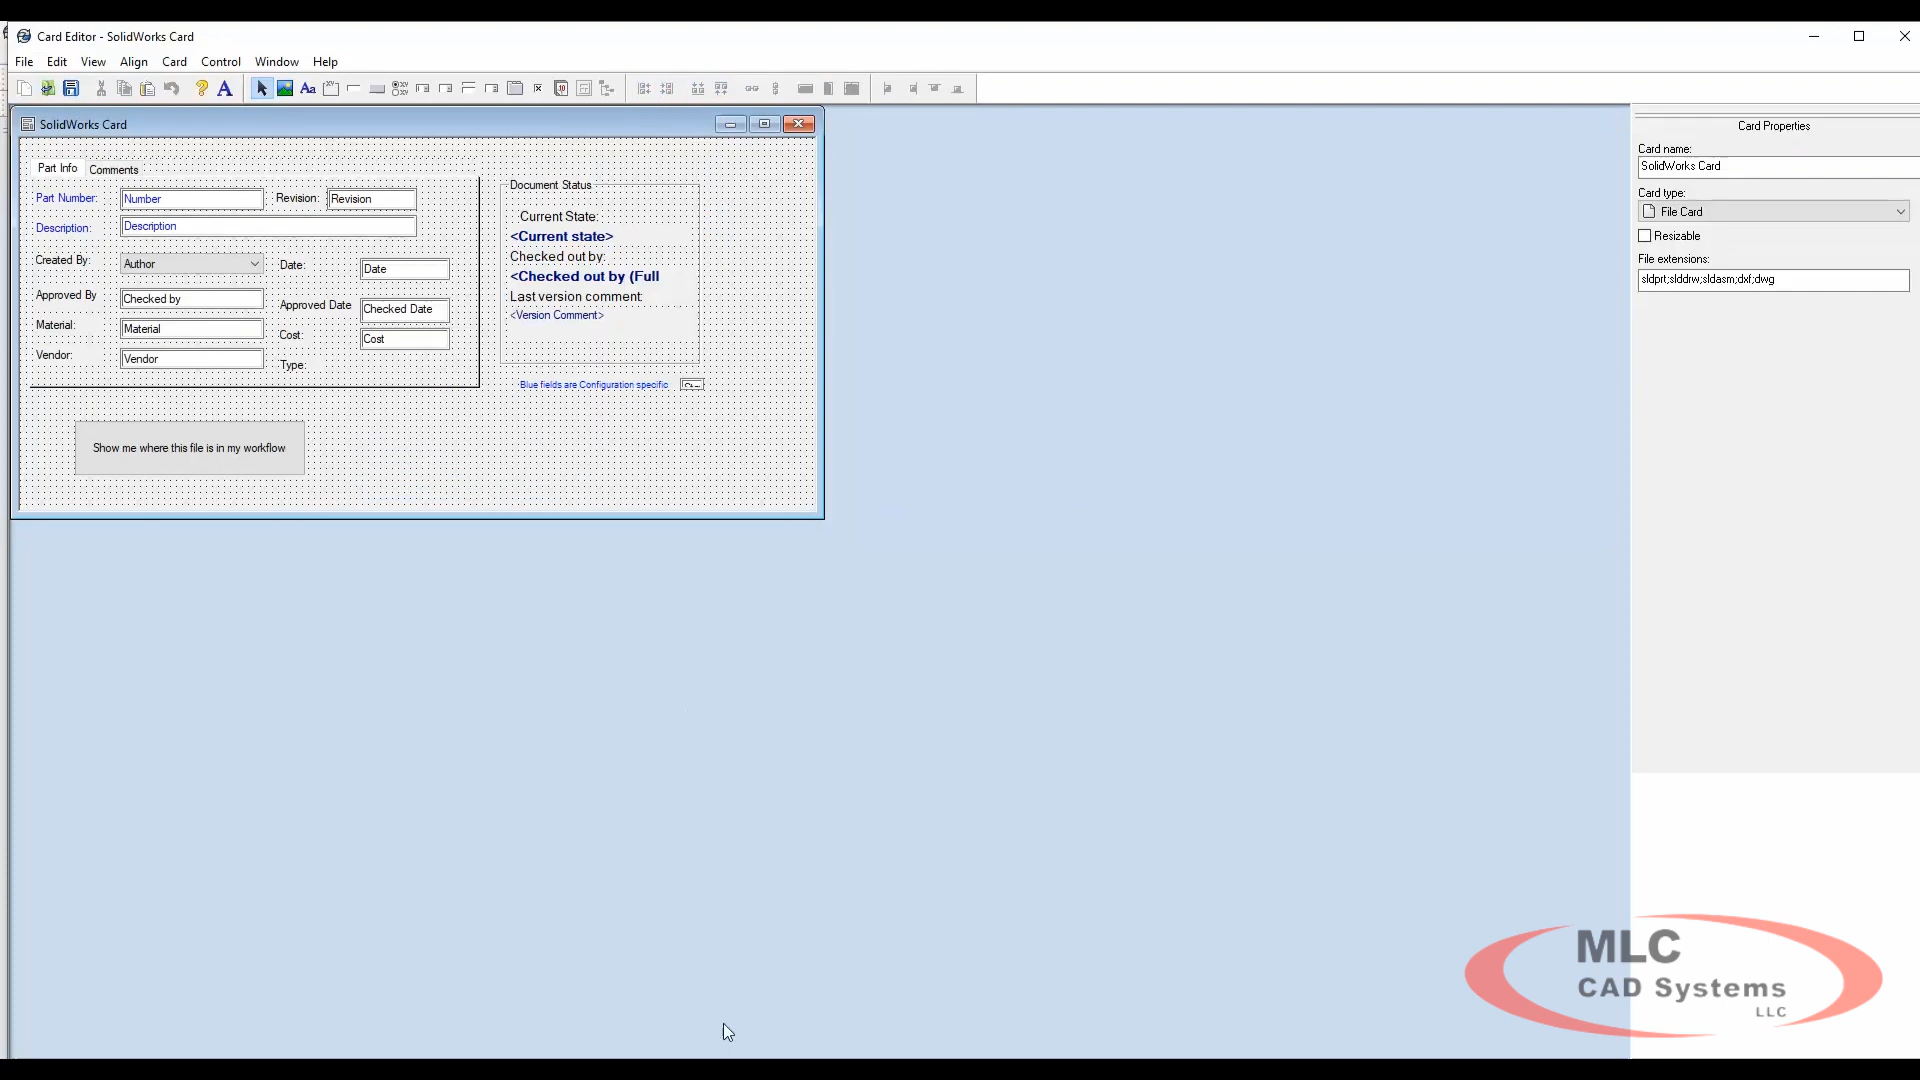 Card Editor - SolidWorks Card
File Edit View Align Card Control Window Help
SolidWorks Card
Part Info Comments
Part Number: Number Revision: Revision
Description: Description
Created By: Author Date: Date
Approved By Checked by Approved Date Checked Date
Material: Material Cost: Cost
Vendor: Vendor Type:
Document Status
Current State:
<Current state>
Checked out by:
<Checked out by (Full
Last version comment:
<Version Comment>
Blue fields are Configuration specific
Show me where this file is in my workflow
Card Properties
Card name:
SolidWorks Card
Card type:
File Card
Resizable
File extensions:
sldprt;slddrw;sldasm;dxf;dwg
MLC
CAD Systems
LLC